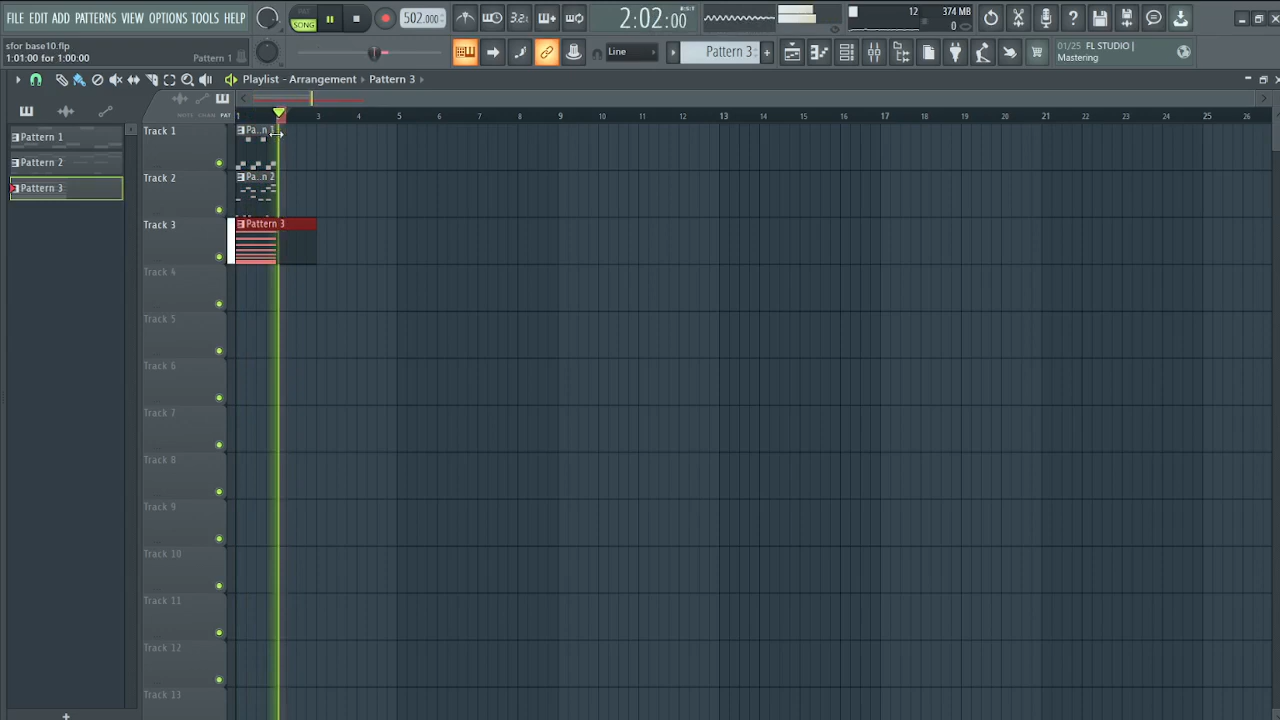 FILE EDIT ADD PATTERNS VIEW OPTIONS TOOLS HELP
SONG
502.000
2:02:00
12
374 MB
0
sfor base10.flp
1:01:00 for 1:00:00
Pattern 1
Line
Pattern 3
01/25 FL STUDIO |
Mastering
Playlist - Arrangement
Pattern 3
PAT
1 3 4 5 6 7 8 9 10 11 12 13 14 15 16 17 18 19 20 21 22 23 24 25 26
Pattern 1
Pattern 2
Pattern 3
Track 1
Pa..n 1
Track 2
Pa..n 2
Track 3
Pattern 3
Track 4
Track 5
Track 6
Track 7
Track 8
Track 9
Track 10
Track 11
Track 12
Track 13